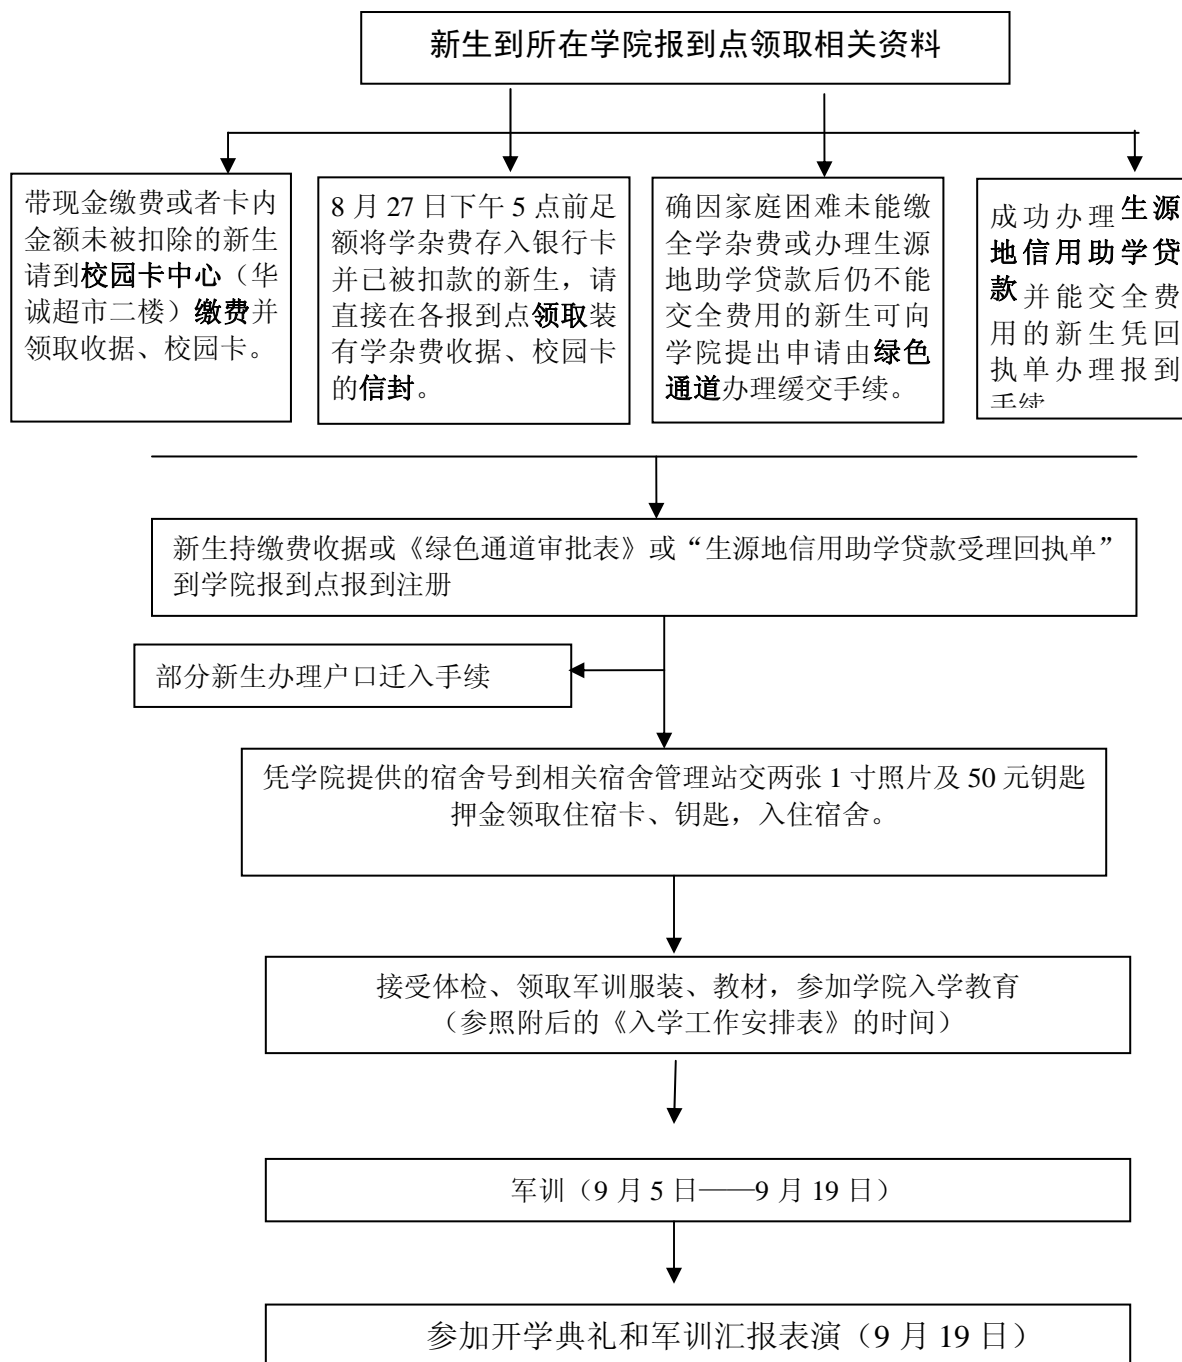 新生到所在学院报到点领取相关资料
带现金缴费或者卡内
金额未被扣除的新生
请到校园卡中心（华
诚超市二楼）缴费并
领取收据、校园卡。
8 月 27 日下午 5 点前足
额将学杂费存入银行卡
并已被扣款的新生，请
直接在各报到点领取装
有学杂费收据、校园卡
的信封。
确因家庭困难未能缴
全学杂费或办理生源
地助学贷款后仍不能
交全费用的新生可向
学院提出申请由绿色
通道办理缓交手续。
成功办理生源
地信用助学贷
款并能交全费
用的新生凭回
执单办理报到
手续
新生持缴费收据或《绿色通道审批表》或“生源地信用助学贷款受理回执单”
到学院报到点报到注册
部分新生办理户口迁入手续
凭学院提供的宿舍号到相关宿舍管理站交两张 1 寸照片及 50 元钥匙
押金领取住宿卡、钥匙，入住宿舍。
接受体检、领取军训服装、教材，参加学院入学教育
（参照附后的《入学工作安排表》的时间）
军训（9 月 5 日——9 月 19 日）
参加开学典礼和军训汇报表演（9 月 19 日）